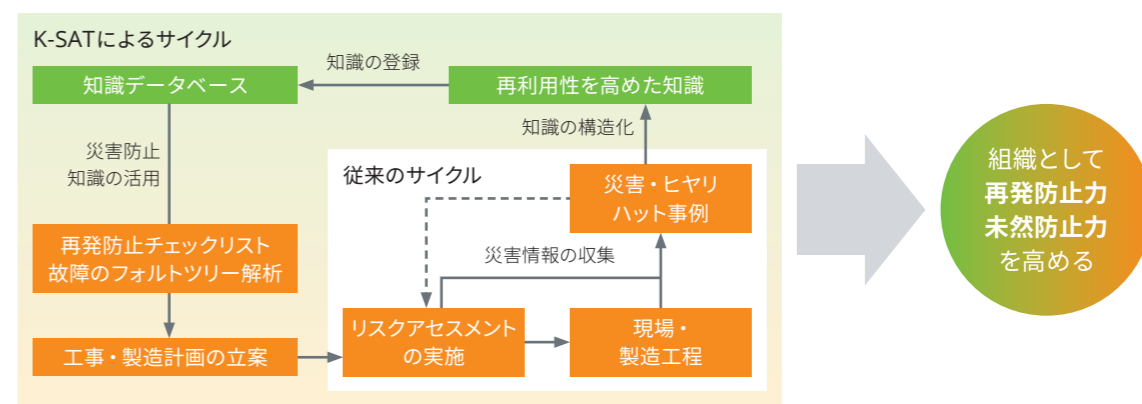 K-SATによるサイクル
知識の登録
知識データベース
再利用性を高めた知識
知識の構造化
災害防止
知識の活用
従来のサイクル
災害・ヒヤリ
ハット事例
再発防止チェックリスト
故障のフォルトツリー解析
災害情報の収集
工事・製造計画の立案
リスクアセスメント
の実施
現場・
製造工程
組織として
再発防止力
未然防止力
を高める